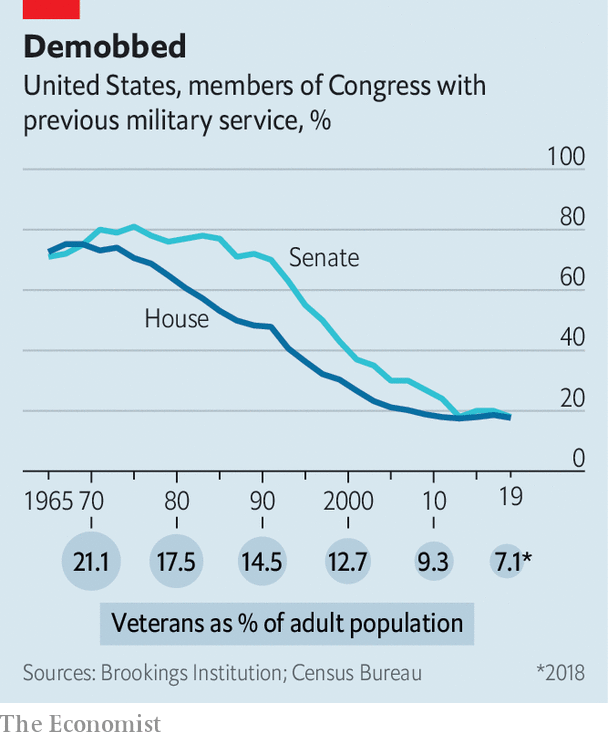 Demobbed
United States, members of Congress with
previous military service, %
100
80
Senate
60
House
40
20
0
1965 70 80 90 2000 10 19
21.1 17.5 14.5 12.7 9.3 7.1*
Veterans as % of adult population
Sources: Brookings Institution; Census Bureau *2018
The Economist